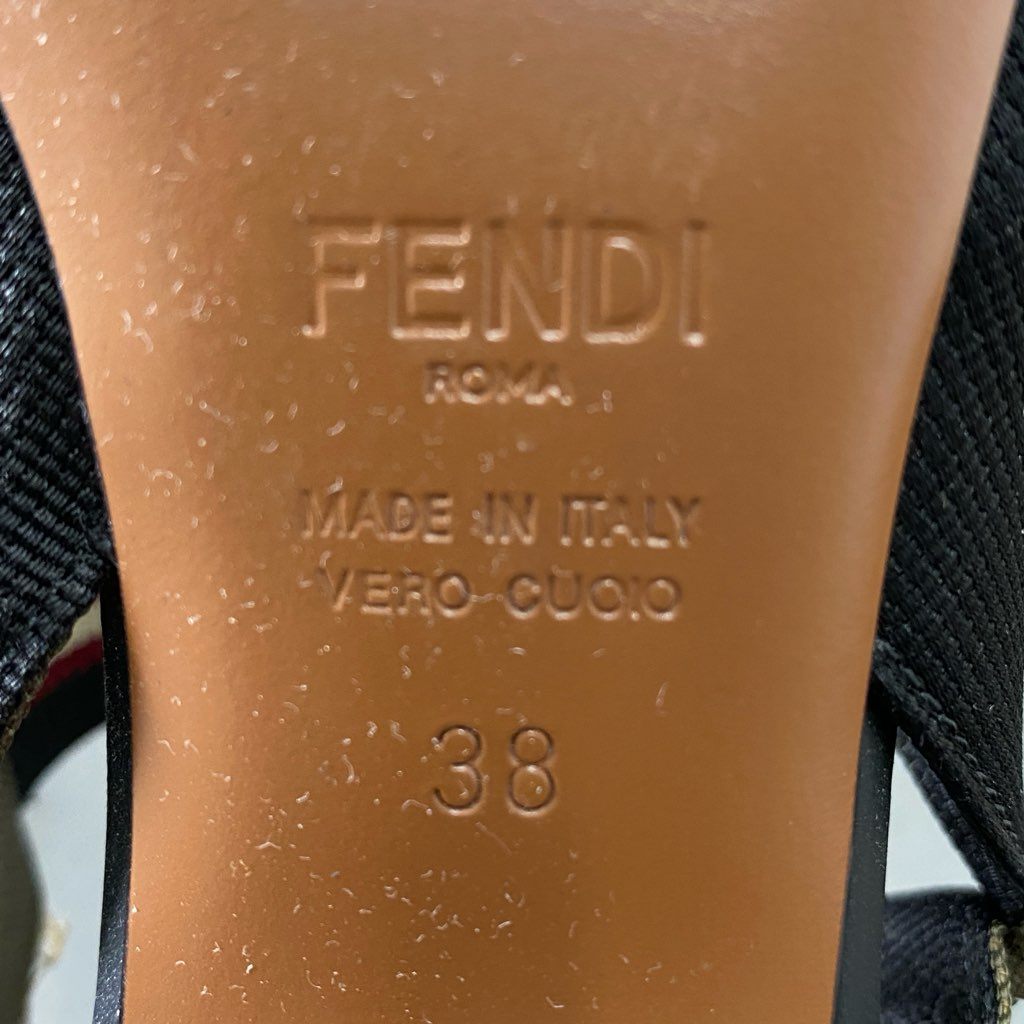 FENDI
ROMA
MADE IN ITALY
VERO CUOIO
38